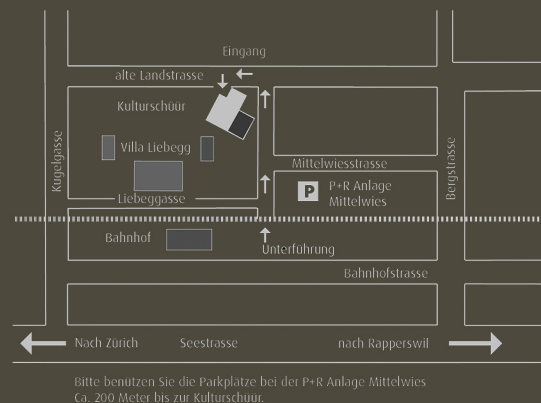 Eingang
alte Landstrasse
Kulturschüür
Kugelgasse
Villa Liebegg
Mittelwiesstrasse
Bergstrasse
P
P+R Anlage
Mittelwies
Liebeggasse
Bahnhof
Unterführung
Bahnhofstrasse
Nach Zürich
Seestrasse
nach Rapperswil
Bitte benützen Sie die Parkplätze bei der P+R Anlage Mittelwies
Ca. 200 Meter bis zur Kulturschüür.